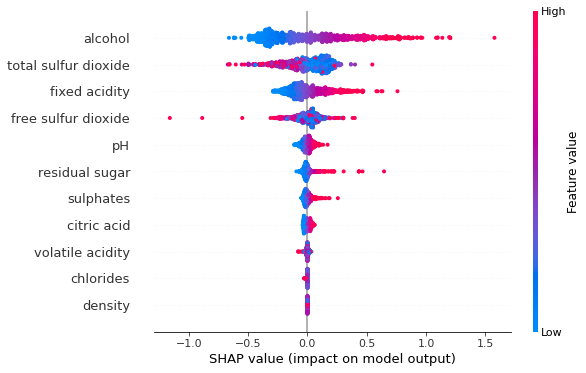 High
alcohol
total sulfur dioxide
fixed acidity
free sulfur dioxide
pH
residual sugar
sulphates
citric acid
volatile acidity
chlorides
density
Feature value
Low
−1.0 −0.5 0.0 0.5 1.0 1.5
SHAP value (impact on model output)